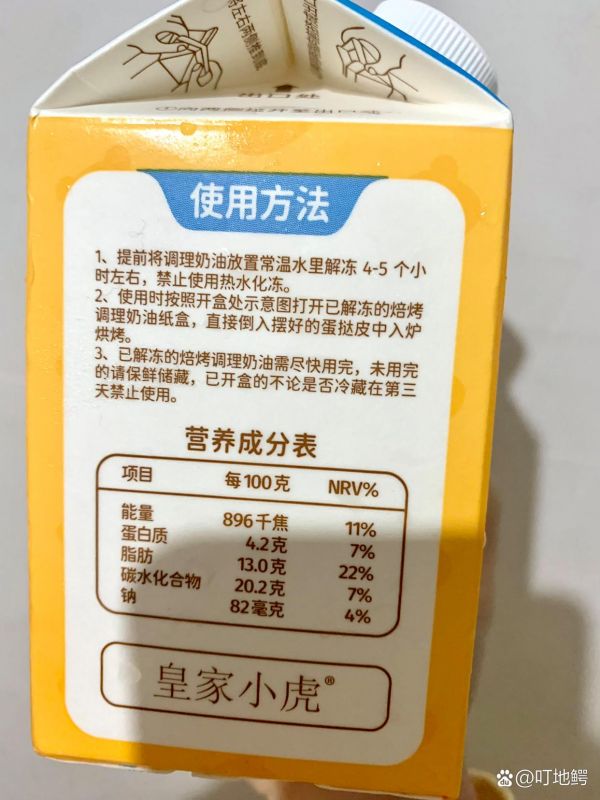 使用方法
1、提前将调理奶油放置常温水里解冻 4-5 个小
时左右，禁止使用热水化冻。
2、使用时按照开盒处示意图打开已解冻的焙烤
调理奶油纸盒，直接倒入摆好的蛋挞皮中入炉
烘烤。
3、已解冻的焙烤调理奶油需尽快用完，未用完
的请保鲜储藏，已开盒的不论是否冷藏在第三
天禁止使用。
营养成分表
项目 每100克 NRV%
能量 896千焦 11%
蛋白质 4.2克 7%
脂肪 13.0克 22%
碳水化合物 20.2克 7%
钠 82毫克 4%
皇家小虎®
@叮地鳄